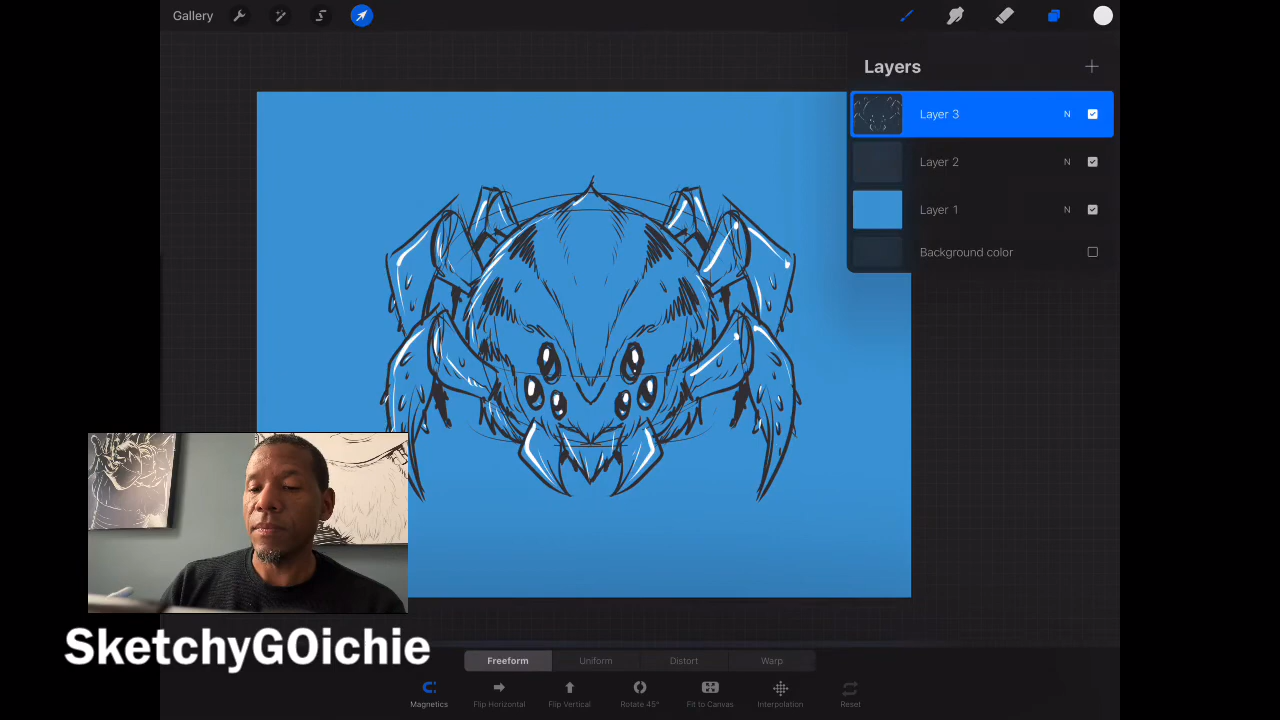 Gallery
Layers
Layer 3 N
Layer 2 N
Layer 1 N
Background color
SketchyGOichie
Freeform Uniform Distort Warp
Magnetics Flip Horizontal Flip Vertical Rotate 45° Fit to Canvas Interpolation Reset